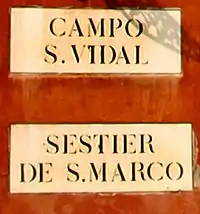 CAMPO
S. VIDAL
SESTIER
DE S. MARCO